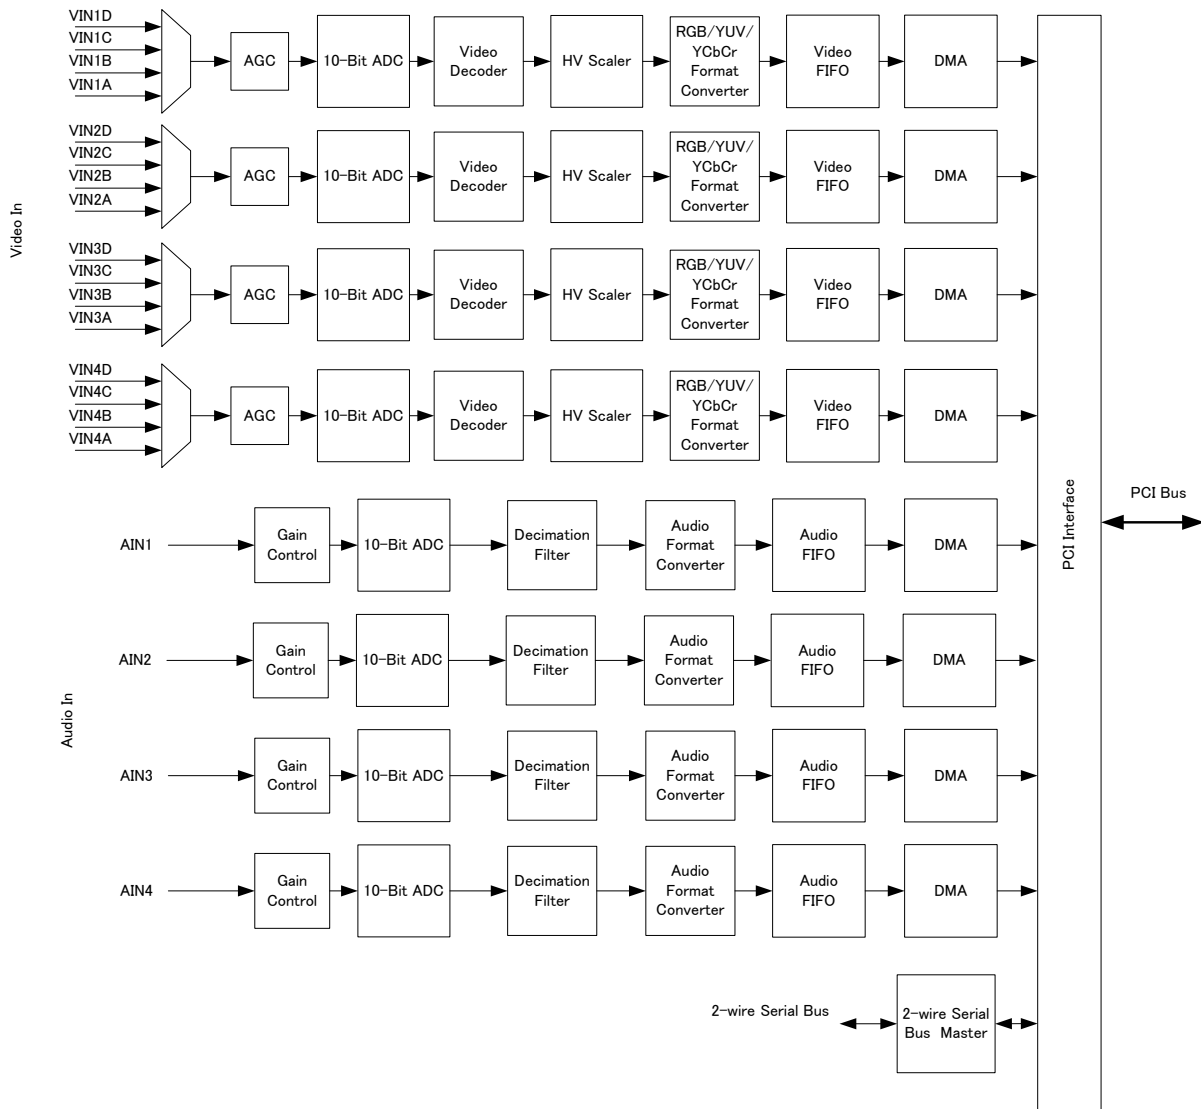 Video In
VIN1D
VIN1C
VIN1B
VIN1A
AGC
10-Bit ADC
Video
Decoder
HV Scaler
RGB/YUV/
YCbCr
Format
Converter
Video
FIFO
DMA
VIN2D
VIN2C
VIN2B
VIN2A
AGC
10-Bit ADC
Video
Decoder
HV Scaler
RGB/YUV/
YCbCr
Format
Converter
Video
FIFO
DMA
VIN3D
VIN3C
VIN3B
VIN3A
AGC
10-Bit ADC
Video
Decoder
HV Scaler
RGB/YUV/
YCbCr
Format
Converter
Video
FIFO
DMA
VIN4D
VIN4C
VIN4B
VIN4A
AGC
10-Bit ADC
Video
Decoder
HV Scaler
RGB/YUV/
YCbCr
Format
Converter
Video
FIFO
DMA
Audio In
AIN1
Gain
Control
10-Bit ADC
Decimation
Filter
Audio
Format
Converter
Audio
FIFO
DMA
AIN2
Gain
Control
10-Bit ADC
Decimation
Filter
Audio
Format
Converter
Audio
FIFO
DMA
AIN3
Gain
Control
10-Bit ADC
Decimation
Filter
Audio
Format
Converter
Audio
FIFO
DMA
AIN4
Gain
Control
10-Bit ADC
Decimation
Filter
Audio
Format
Converter
Audio
FIFO
DMA
2-wire Serial Bus
2-wire Serial
Bus Master
PCI Interface
PCI Bus